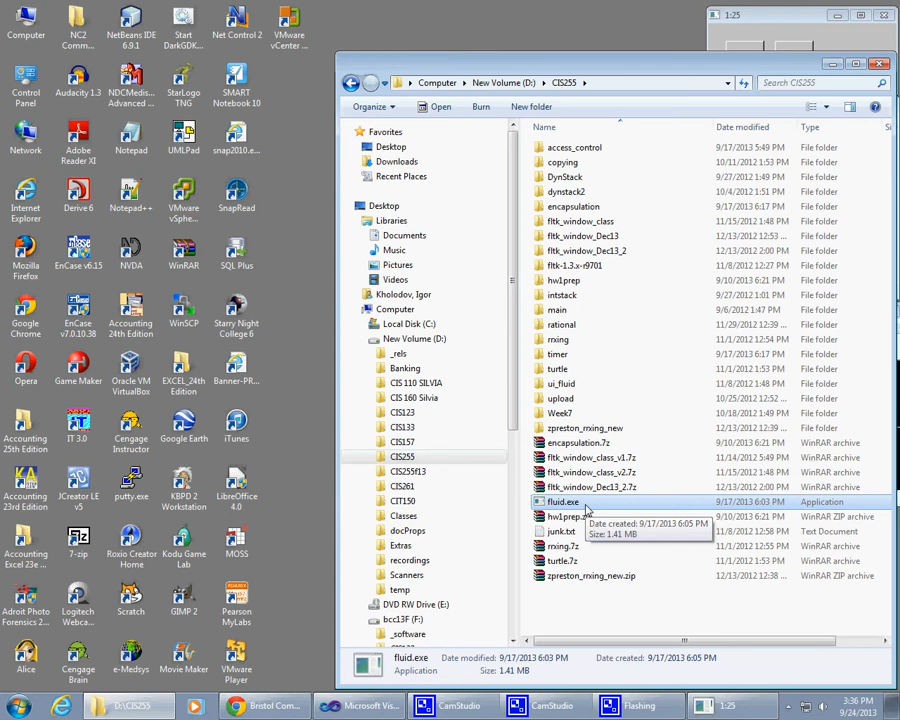 Computer
NC2
Comm...
NetBeans IDE
6.9.1
Start
DarkGDK...
Net Control 2
VMware
vCenter ...
Control
Panel
Audacity 1.3
NDCMedis...
Advanced ...
StarLogo
TNG
SMART
Notebook 10
Network
Adobe
Reader XI
Notepad
UMLPad
snap2010.e...
Internet
Explorer
Derive 6
Notepad++
VMware
vSphe...
SnapRead
Mozilla
Firefox
EnCase v6.15
NVDA
WinRAR
SQL Plus
Google
Chrome
EnCase
v7.0.10.38
Accounting
24th Edition
WinSCP
Starry Night
College 6
Opera
Game Maker
Oracle VM
VirtualBox
EXCEL_24th
Edition
Banner-PR...
Accounting
25th Edition
IT 3.0
Cengage
Instructor
Google Earth
iTunes
Accounting
23rd Edition
JCreator LE
v5
putty.exe
KBPD 2
Workbook
LibreOffice
4.0
Accounting
Excel 23e ...
7-zip
Jing
Kodu Game
Lab
MOSS
Adroit Photo
Forensics 2...
Logitech
Webca...
Scratch
GIMP 2
Pearson
MyLabs
Alice
Cengage
Brain
e-Medsys
Movie Maker
VMware
Player
1:25
Computer
New Volume (D:)
CIS255
Search CIS255
Organize
Open
Burn
New folder
Favorites
Desktop
Downloads
Recent Places
Desktop
Libraries
Documents
Music
Pictures
Videos
Kholodov, Igor
Computer
Local Disk (C:)
New Volume (D:)
_rels
Banking
CIS 110 SILVIA
CIS 160 Silvia
CIS123
CIS133
CIS157
CIS255
CIS255f13
CIS261
CIT150
Classes
docProps
Extras
recordings
Scanners
temp
DVD RW Drive (E:)
bcc13F (F:)
_software
Name Date modified Type
access_control 9/17/2013 5:49 PM File folder
copying 10/11/2012 1:53 PM File folder
DynStack 9/27/2012 1:49 PM File folder
dynstack2 10/4/2012 1:51 PM File folder
encapsulation 9/17/2013 6:17 PM File folder
fltk_window_class 11/15/2012 1:48 PM File folder
fltk_window_Dec13 12/13/2012 12:53... File folder
fltk_window_Dec13_2 12/13/2012 2:00 PM File folder
fltk-1.3.x-r9701 11/8/2012 12:27 PM File folder
hw1prep 9/10/2013 6:21 PM File folder
intstack 9/27/2012 1:01 PM File folder
main 9/6/2012 1:47 PM File folder
rational 11/29/2012 12:39 ... File folder
rxing 11/1/2012 12:54 PM File folder
timer 9/17/2013 6:17 PM File folder
turtle 11/1/2012 1:53 PM File folder
ui_fluid 11/8/2012 1:48 PM File folder
upload 10/25/2012 12:52 ... File folder
Week7 10/18/2012 1:49 PM File folder
zpreston_rxing_new 12/13/2012 12:39 ... File folder
encapsulation.7z 9/10/2013 6:21 PM WinRAR archive
fltk_window_class_v1.7z 11/14/2012 5:49 PM WinRAR archive
fltk_window_class_v2.7z 11/15/2012 1:49 PM WinRAR archive
fltk_window_Dec13_2.7z 12/13/2012 2:00 PM WinRAR archive
fluid.exe 9/17/2013 6:03 PM Application
hw1prep.z 9/10/2013 6:21 PM WinRAR ZIP archive
junk.txt 11/8/2012 12:58 PM Text Document
rxing.7z 11/1/2012 12:55 PM WinRAR archive
turtle.7z 11/1/2012 1:53 PM WinRAR archive
zpreston_rxing_new.zip 12/13/2012 12:38 ... WinRAR ZIP archive
Date created: 9/17/2013 6:05 PM
Size: 1.41 MB
fluid.exe Date modified: 9/17/2013 6:03 PM Date created: 9/17/2013 6:05 PM
Application Size: 1.41 MB
D:\CIS255
Bristol Com...
Microsoft Vis...
CamStudio
CamStudio
Flashing
1:25
3:36 PM
9/24/2013